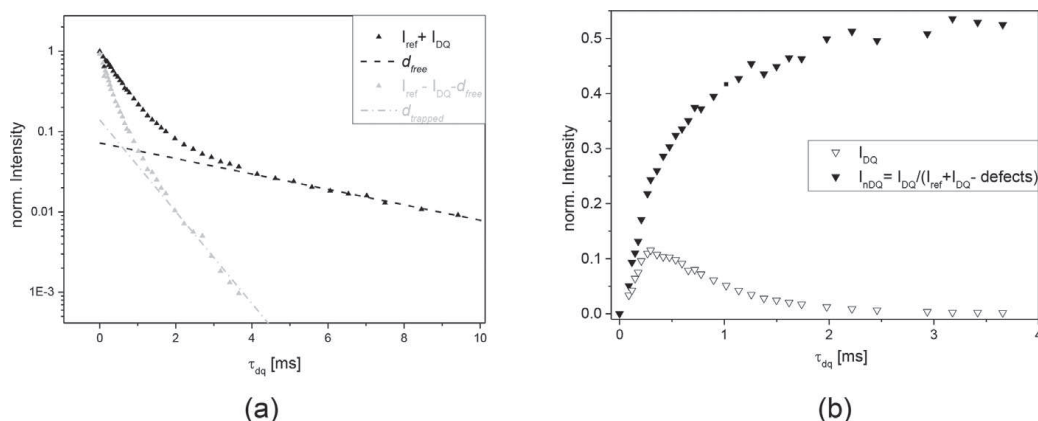 norm. Intensity
1
0.1
0.01
1E-3
0 2 4 6 8 10
τdq [ms]
Iref + IDQ
dfree
Iref - IDQ-dfree
dtrapped
(a)
norm. Intensity
0.5
0.4
0.3
0.2
0.1
0.0
0 1 2 3 4
τdq [ms]
IDQ
InDQ= IDQ/(Iref+IDQ- defects)
(b)